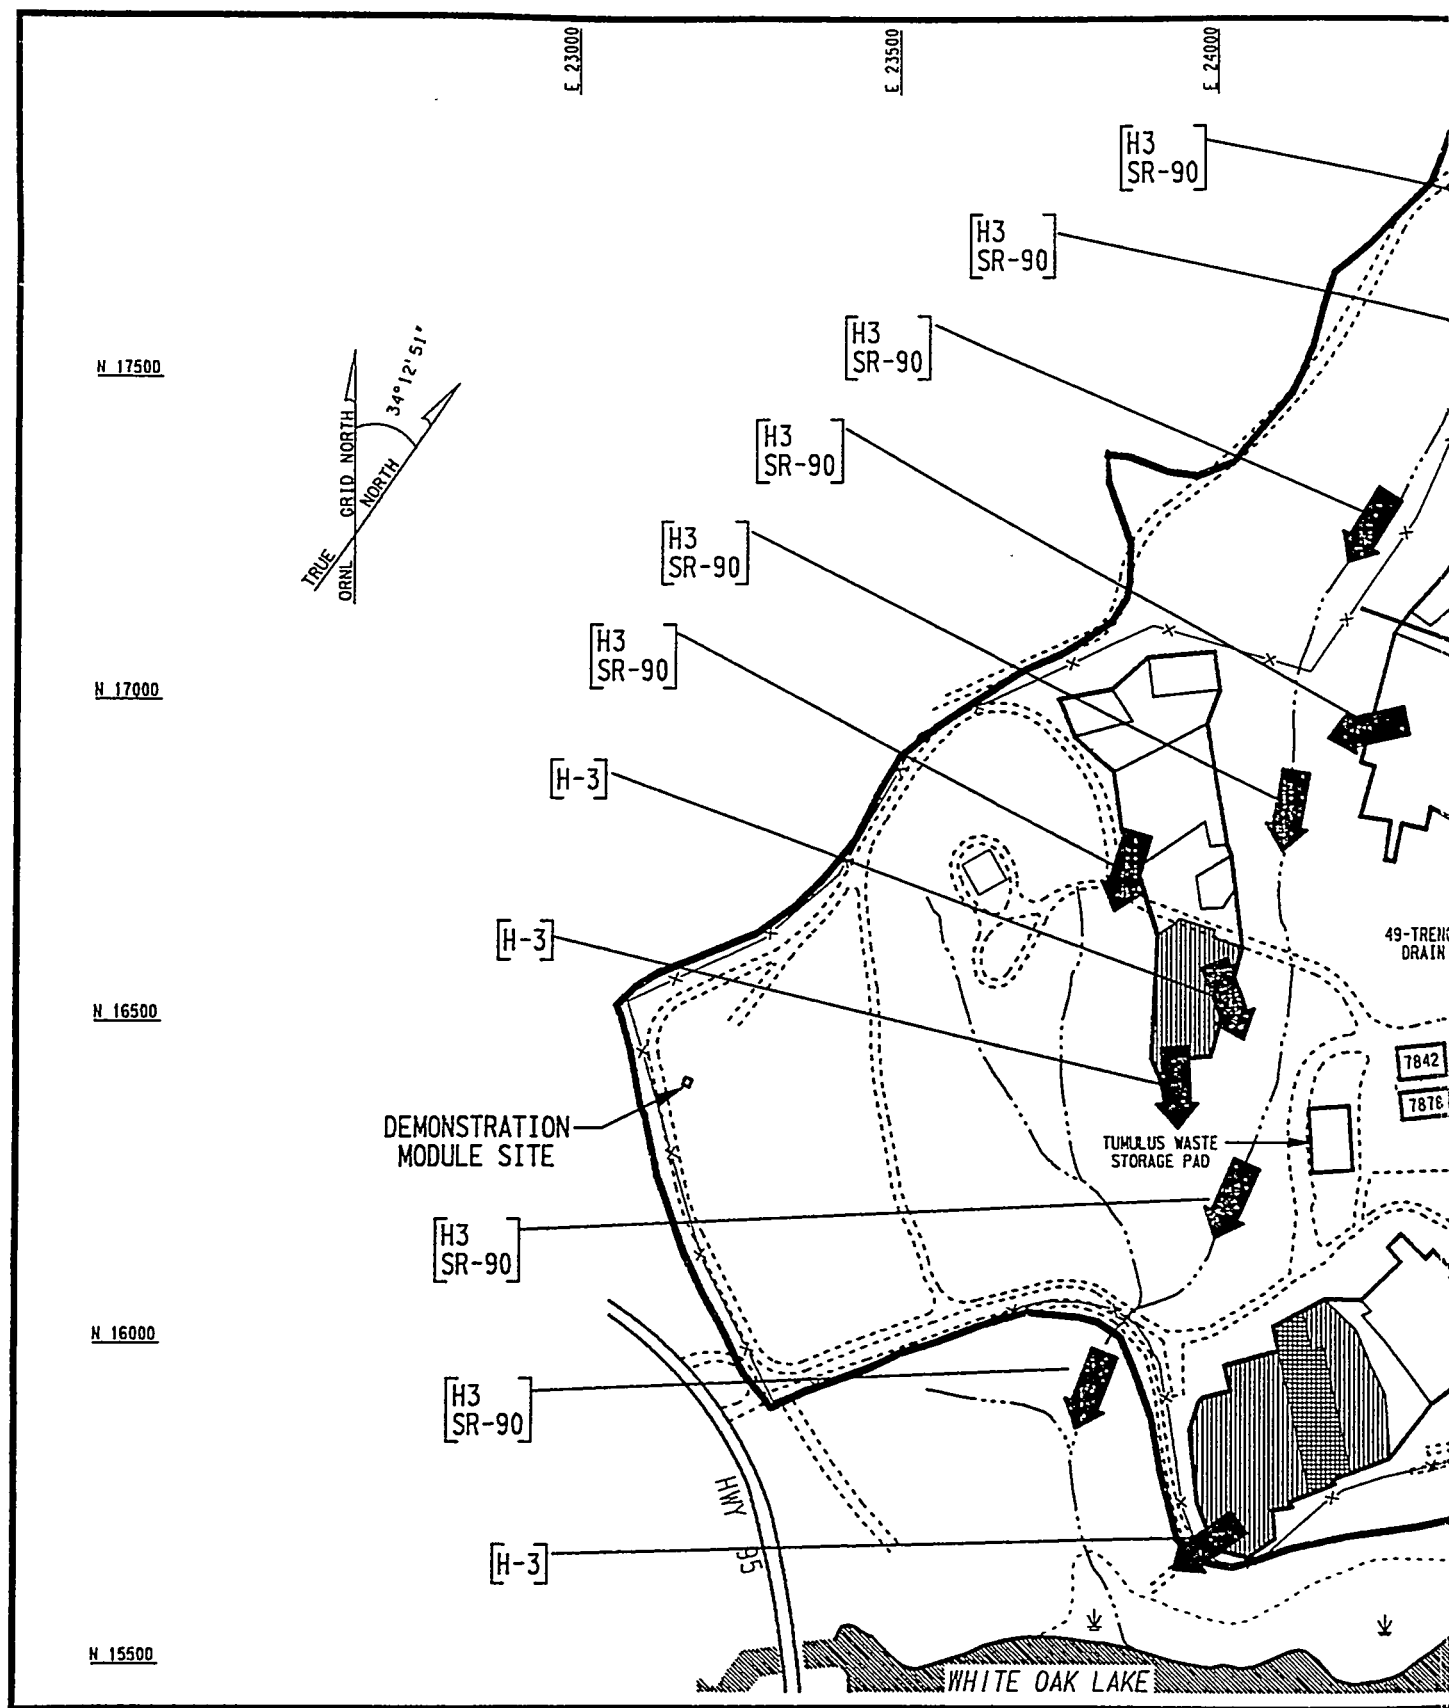 E 23000
E 23500
E 24000
H3
SR-90
H3
SR-90
H3
SR-90
N 17500
34°12'51"
ORNL GRID NORTH
TRUE NORTH
H3
SR-90
H3
SR-90
H3
SR-90
N 17000
H-3
H-3
49-TRENC
DRAIN
N 16500
7842
7878
DEMONSTRATION
MODULE SITE
TUMULUS WASTE
STORAGE PAD
H3
SR-90
N 16000
H3
SR-90
HWY 95
H-3
N 15500
WHITE OAK LAKE